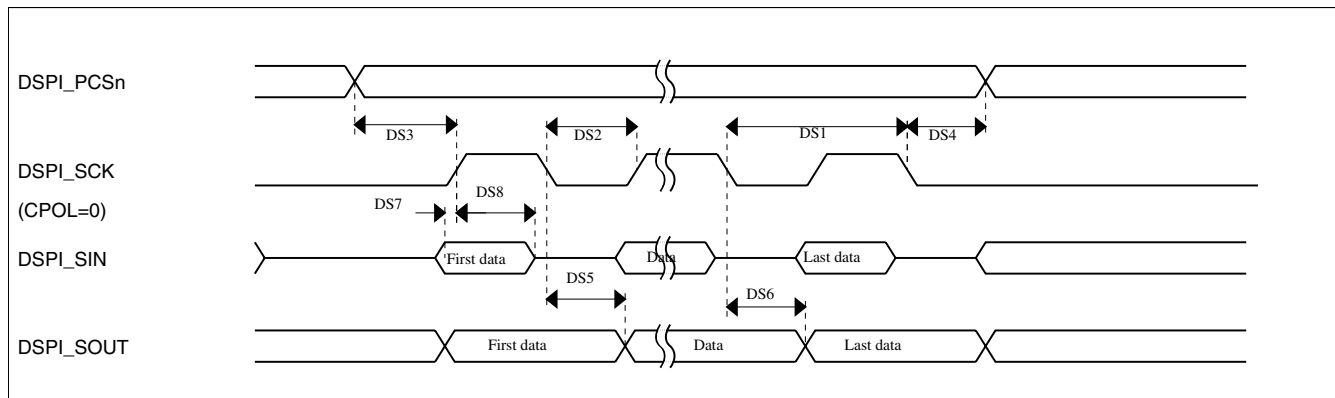 DSPI_PCSn
DS3
DS2
DS1
DS4
DSPI_SCK
(CPOL=0)
DS7
DS8
DSPI_SIN
First data
Data
Last data
DS5
DS6
DSPI_SOUT
First data
Data
Last data